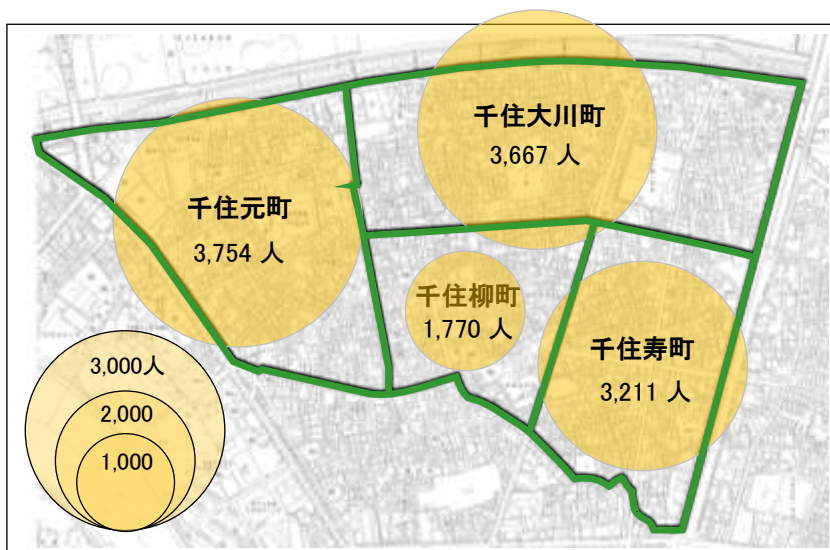 千住大川町
3,667 人
千住元町
3,754 人
千住柳町
1,770 人
千住寿町
3,211 人
3,000人
2,000
1,000